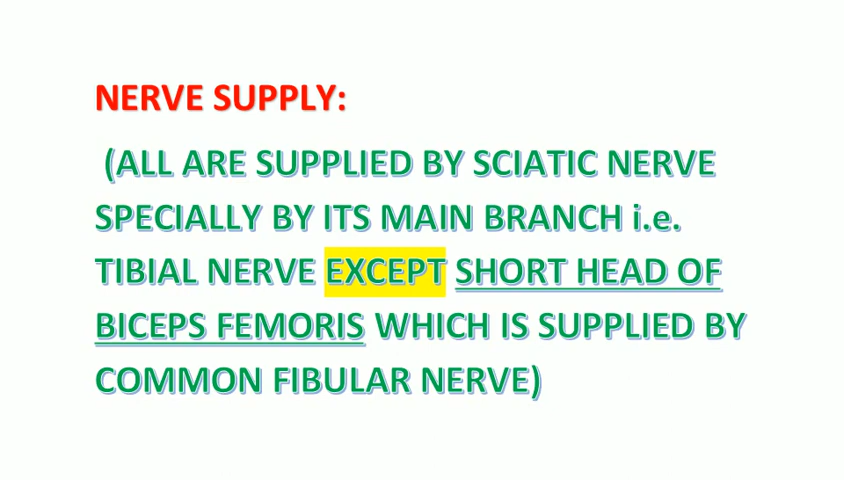 NERVE SUPPLY:
(ALL ARE SUPPLIED BY SCIATIC NERVE
SPECIALLY BY ITS MAIN BRANCH i.e.
TIBIAL NERVE EXCEPT SHORT HEAD OF
BICEPS FEMORIS WHICH IS SUPPLIED BY
COMMON FIBULAR NERVE)